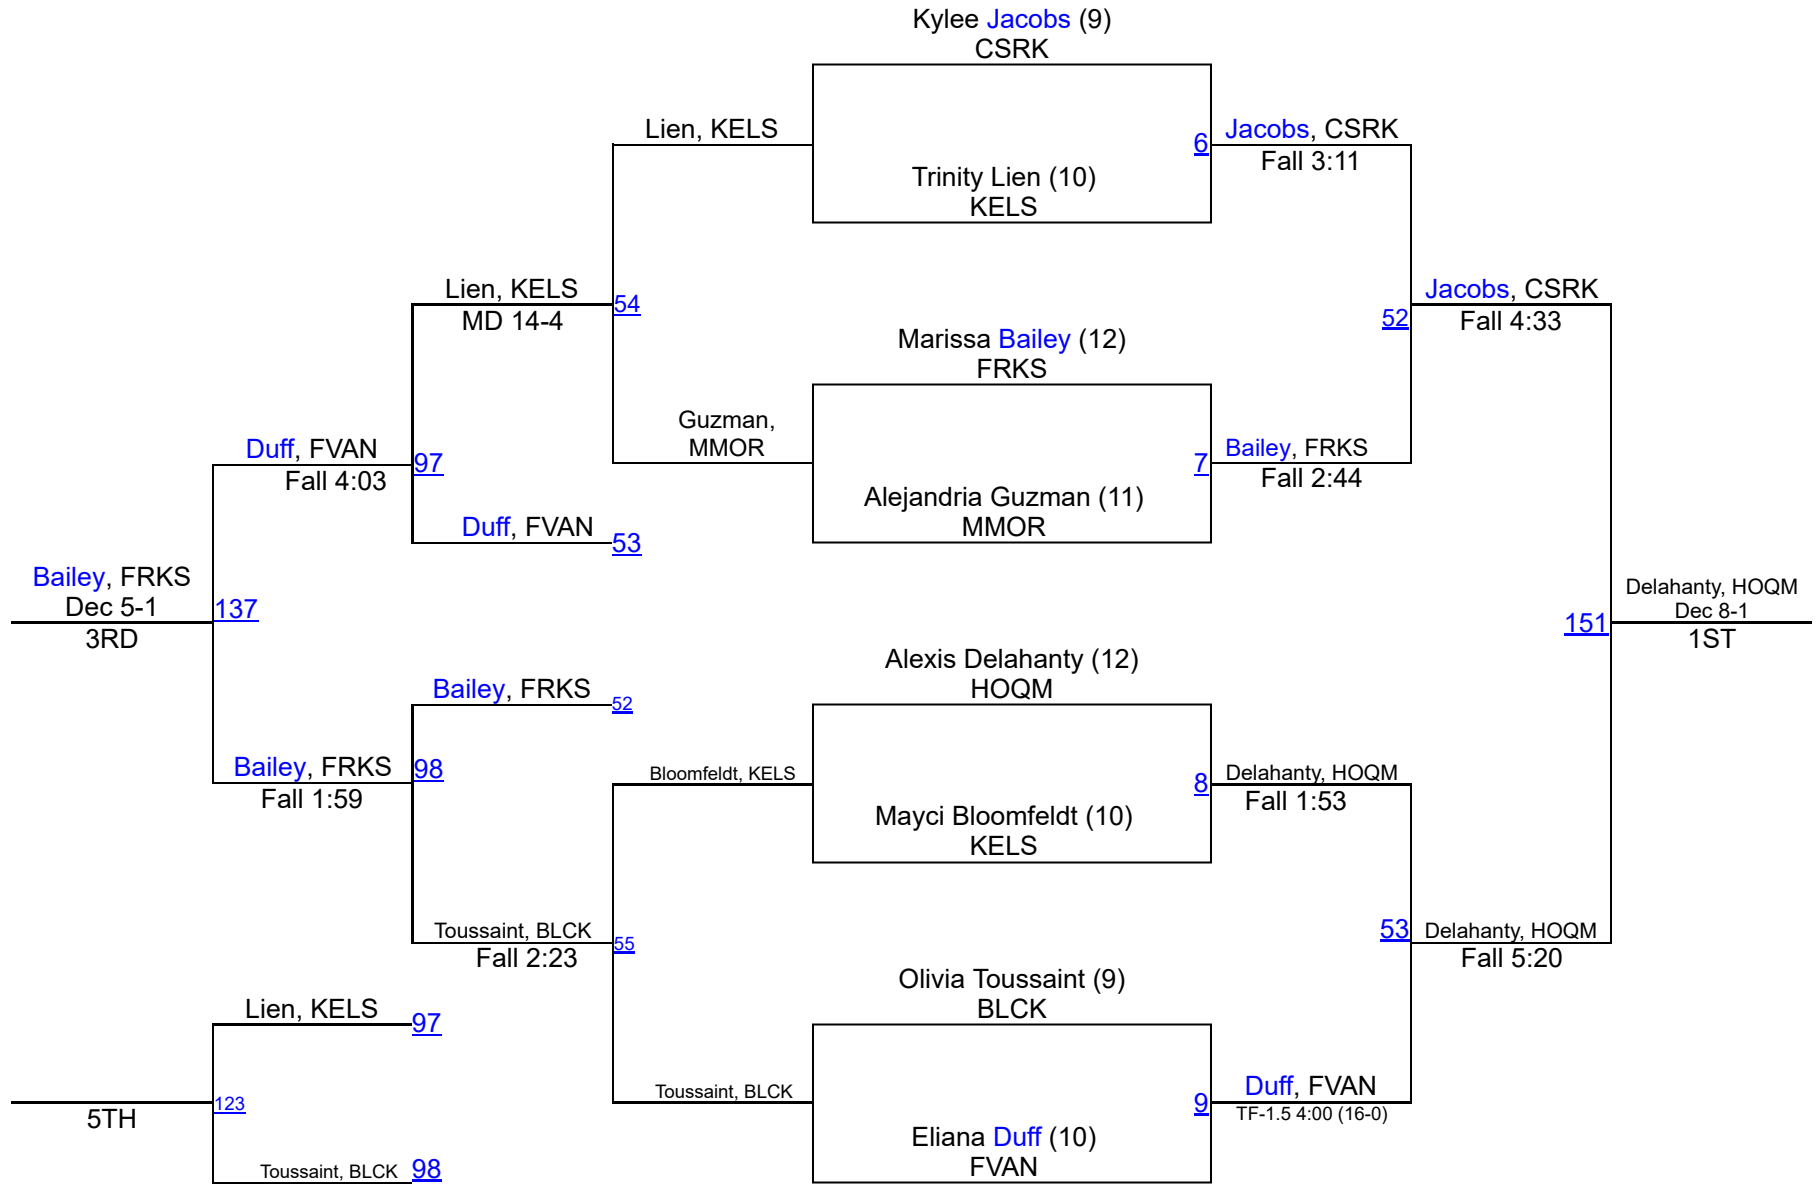 Kylee Jacobs (9)
CSRK
Lien, KELS
6
Jacobs, CSRK
Fall 3:11
Trinity Lien (10)
KELS
Lien, KELS
MD 14-4
54
Jacobs, CSRK
Fall 4:33
52
Marissa Bailey (12)
FRKS
Guzman,
MMOR
Duff, FVAN
Fall 4:03
97
7
Bailey, FRKS
Fall 2:44
Alejandria Guzman (11)
MMOR
Duff, FVAN
53
Bailey, FRKS
Dec 5-1
3RD
137
151
Delahanty, HOQM
Dec 8-1
1ST
Alexis Delahanty (12)
HOQM
Bailey, FRKS
52
Bailey, FRKS
Fall 1:59
98
Bloomfeldt, KELS
8
Delahanty, HOQM
Fall 1:53
Mayci Bloomfeldt (10)
KELS
Toussaint, BLCK
Fall 2:23
55
53
Delahanty, HOQM
Fall 5:20
Olivia Toussaint (9)
BLCK
Lien, KELS
97
Toussaint, BLCK
9
Duff, FVAN
TF-1.5 4:00 (16-0)
5TH
123
Eliana Duff (10)
FVAN
Toussaint, BLCK
98